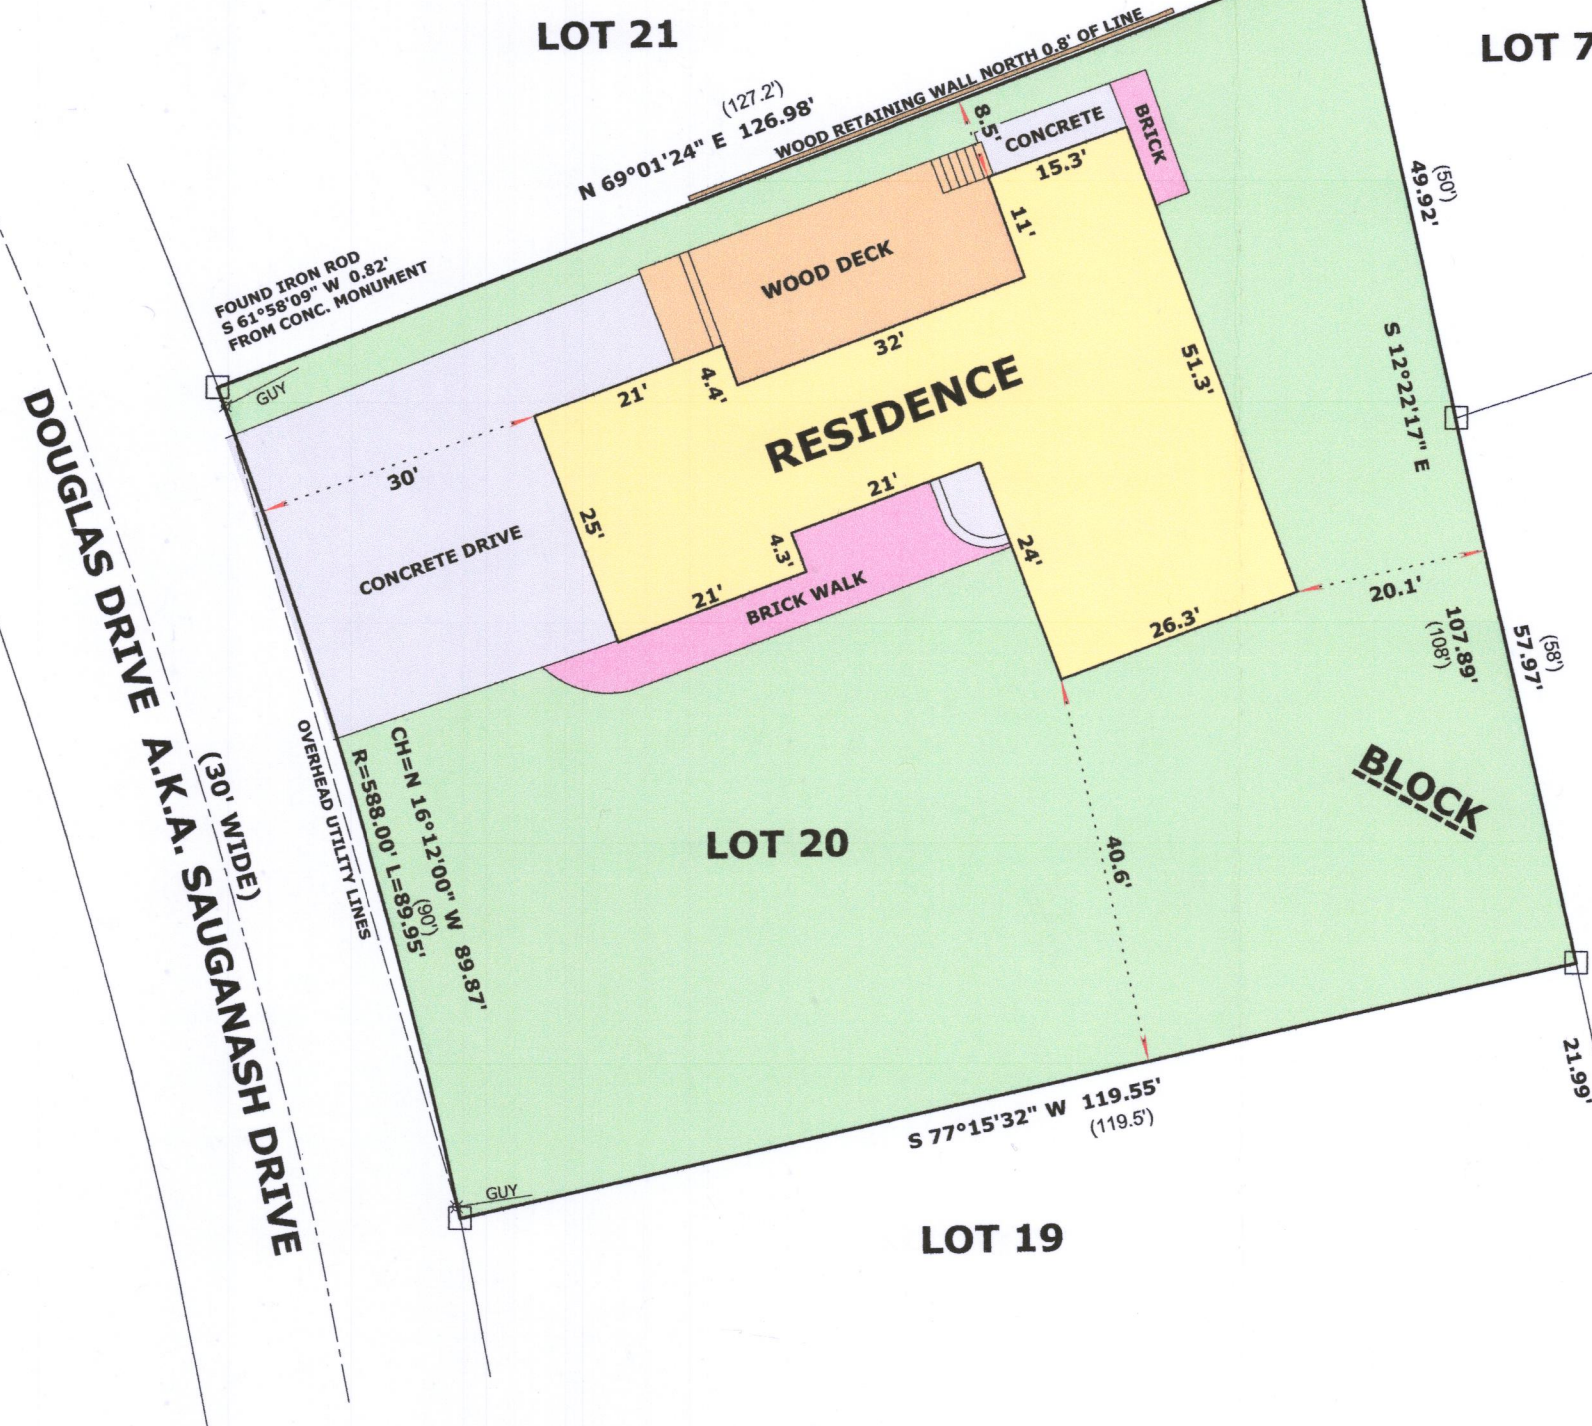 LOT 21
LOT 7
(127.2')
N 69°01'24" E 126.98'
WOOD RETAINING WALL NORTH 0.8' OF LINE
8.5'
CONCRETE
BRICK
15.3'
11'
(50')
49.92'
FOUND IRON ROD
S 61°58'09" W 0.82'
FROM CONC. MONUMENT
GUY
WOOD DECK
32'
21'
4.4'
RESIDENCE
51.3'
S 12°22'17" E
30'
CONCRETE DRIVE
25'
21'
4.3'
21'
BRICK WALK
24'
26.3'
20.1'
107.89'
(108')
(58')
57.97'
DOUGLAS DRIVE A.K.A. SAUGANASH DRIVE
(30' WIDE)
OVERHEAD UTILITY LINES
CH=N 16°12'00" W 89.87'
(90')
R=588.00' L=89.95'
LOT 20
40.6'
BLOCK
21.99'
S 77°15'32" W 119.55'
(119.5')
GUY
LOT 19